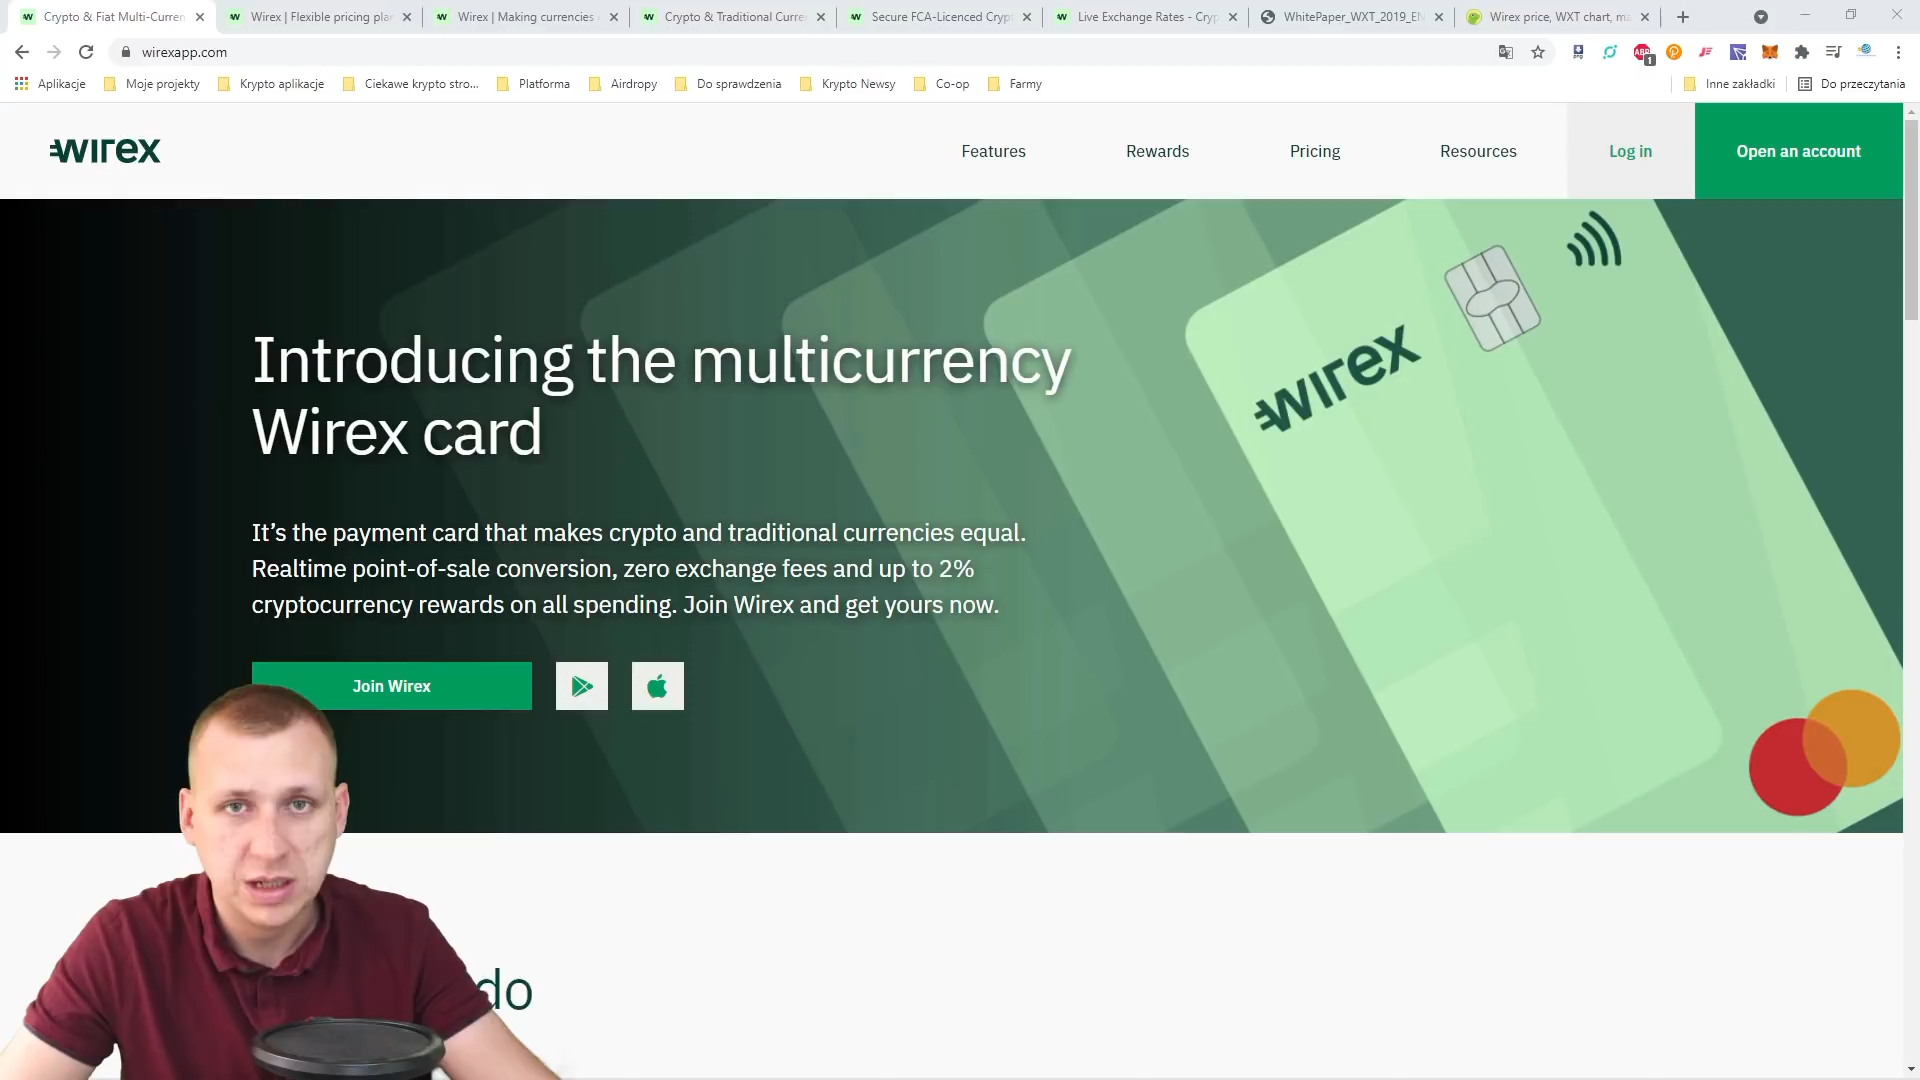 Crypto & Fiat Multi-Curren
Wirex | Flexible pricing pla
Wirex | Making currencies
Crypto & Traditional Curre
Secure FCA-Licenced Crypt
Live Exchange Rates - Cryp
WhitePaper_WXT_2019_EN
Wirex price, WXT chart, ma
wirexapp.com
ABP
1
Aplikacje
Moje projekty
Krypto aplikacje
Ciekawe krypto stro...
Platforma
Airdropy
Do sprawdzenia
Krypto Newsy
Co-op
Farmy
Inne zakładki
Do przeczytania
wirex
Features
Rewards
Pricing
Resources
Log in
Open an account
wirex
Introducing the multicurrency
Wirex card
It's the payment card that makes crypto and traditional currencies equal.
Realtime point-of-sale conversion, zero exchange fees and up to 2%
cryptocurrency rewards on all spending. Join Wirex and get yours now.
Join Wirex
do